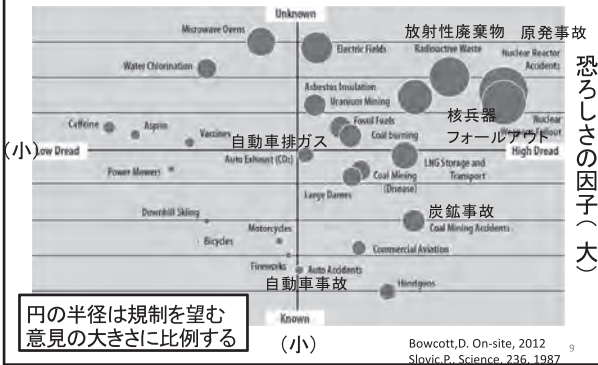 Unknown
Microwave Ovens
Electric Fields
放射性廃棄物
Radioactive Waste
原発事故
Nuclear Reactor
Accidents
Water Chlorination
Asbestos Insulation
Uranium Mining
核兵器
フォールアウト
Nuclear
Weapons Fallout
Caffeine
Aspirin
Vaccines
Fossil Fuels
Coal burning
自動車排ガス
Auto Exhaust (CO2)
(小)
Low Dread
High Dread
LNG Storage and
Transport
Power Mowers
Coal Mining
(Disease)
Large Dames
Downhill Skiing
炭鉱事故
Coal Mining Accidents
Motorcycles
Bicycles
Commercial Aviation
Fireworks
Auto Accidents
自動車事故
Handguns
Known
(小)
恐ろしさの因子(大)
円の半径は規制を望む
意見の大きさに比例する
Bowcott,D. On-site, 2012
Slovic.P., Science, 236, 1987
9